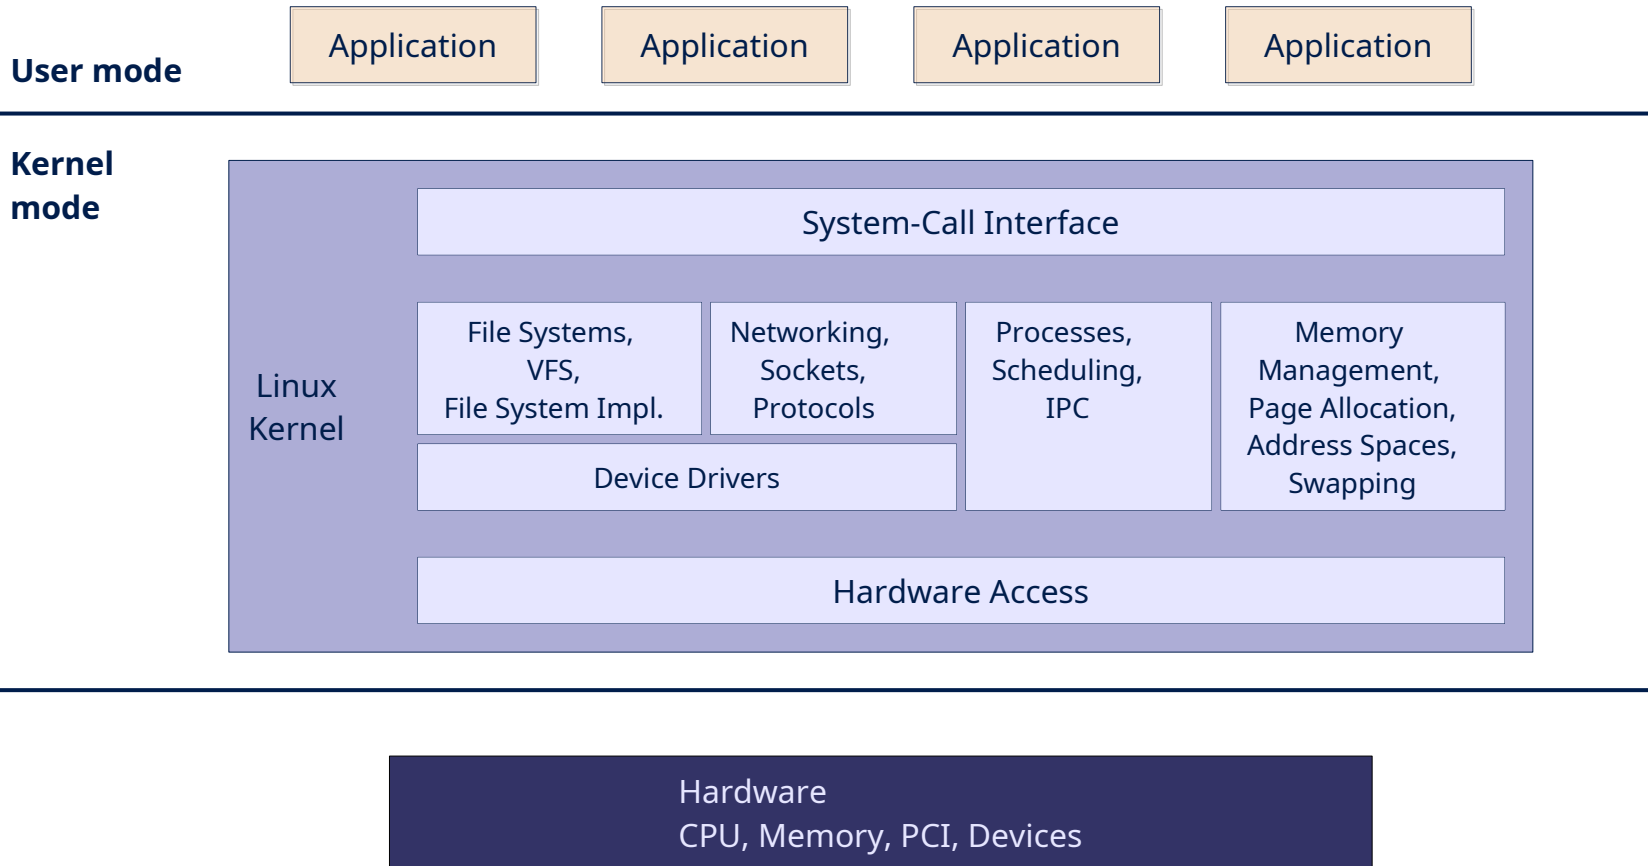 Application
Application
Application
Application
User mode
Kernel
mode
System-Call Interface
Linux
Kernel
File Systems,
VFS,
File System Impl.
Networking,
Sockets,
Protocols
Processes,
Scheduling,
IPC
Memory
Management,
Page Allocation,
Address Spaces,
Swapping
Device Drivers
Hardware Access
Hardware
CPU, Memory, PCI, Devices